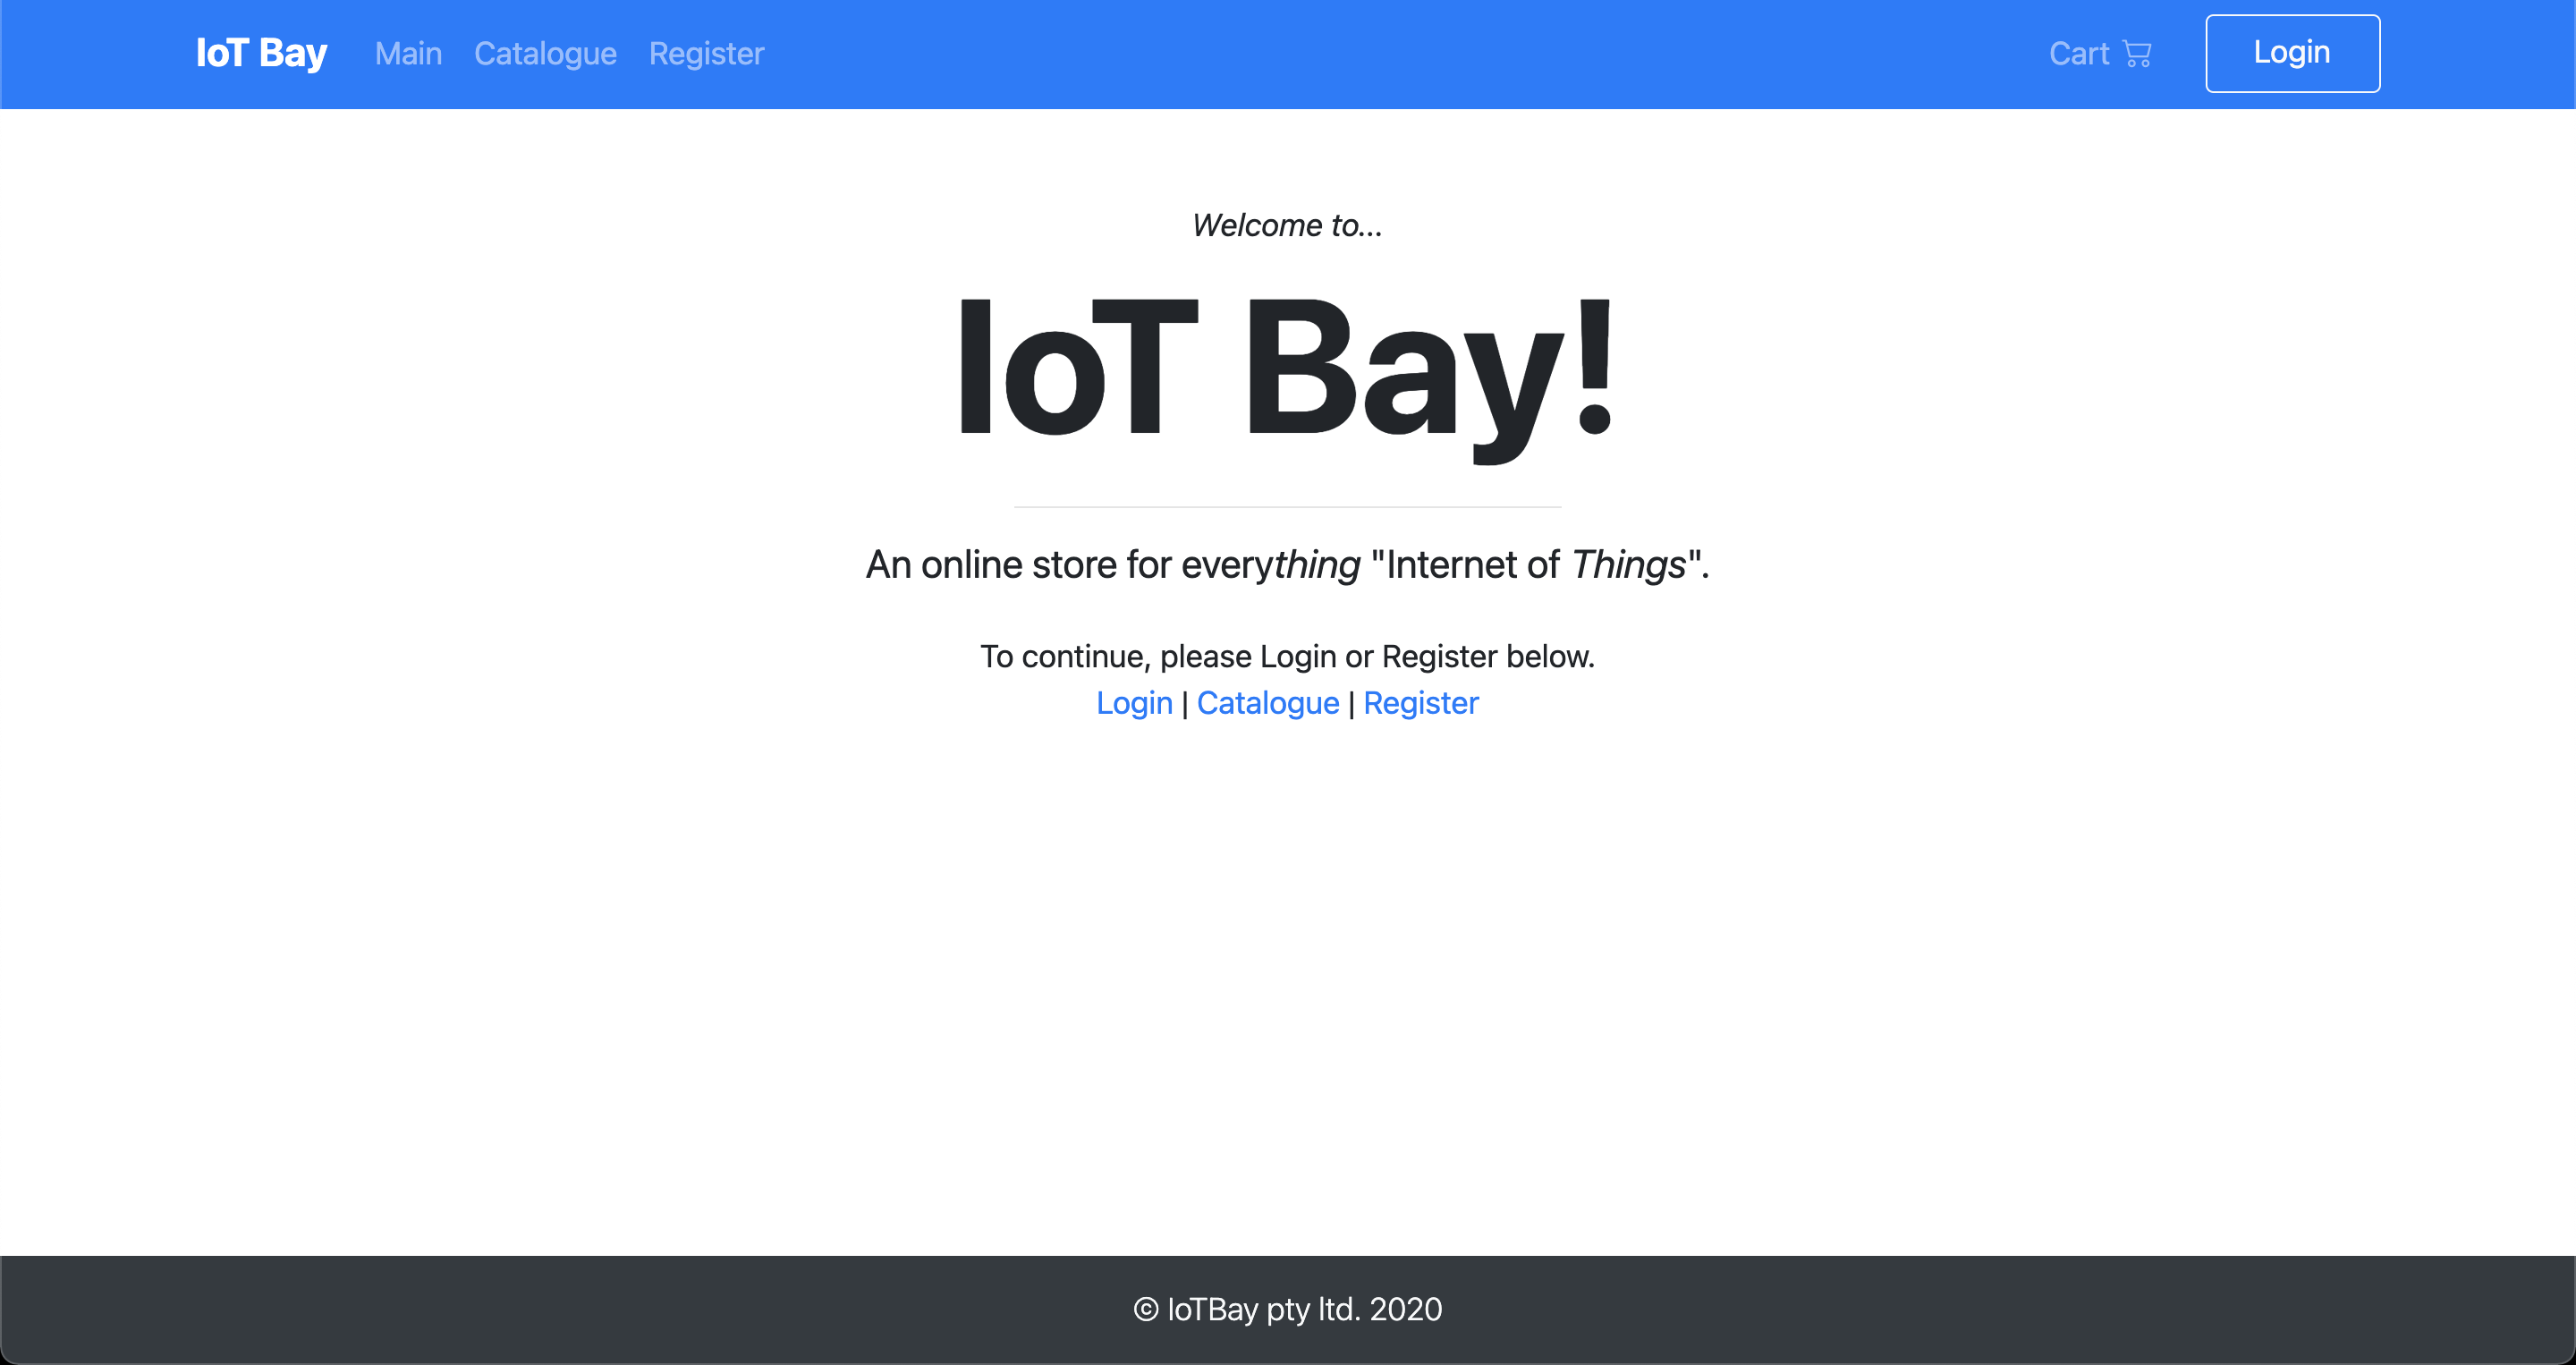 IoT Bay Main Catalogue Register Cart Login
Welcome to...
IoT Bay!
An online store for everything "Internet of Things".
To continue, please Login or Register below.
Login | Catalogue | Register
© IoTBay pty ltd. 2020